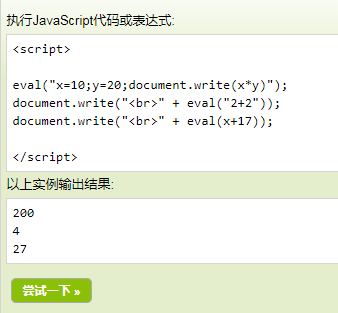 执行JavaScript代码或表达式:
<script>
eval("x=10;y=20;document.write(x*y)");
document.write("<br>" + eval("2+2"));
document.write("<br>" + eval(x+17));
</script>
以上实例输出结果:
200
4
27
尝试一下 »